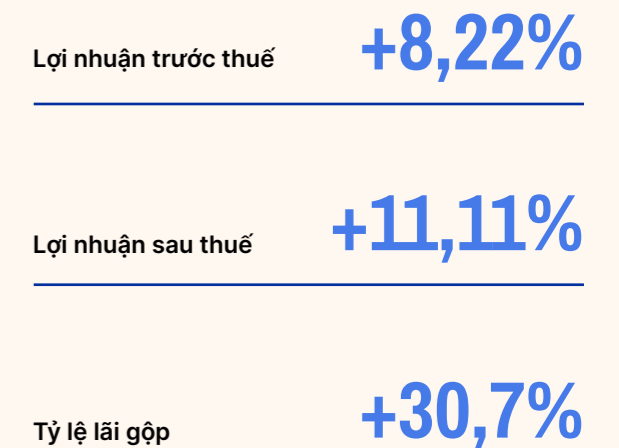 Lợi nhuận trước thuế +8,22%
Lợi nhuận sau thuế +11,11%
Tỷ lệ lãi gộp +30,7%